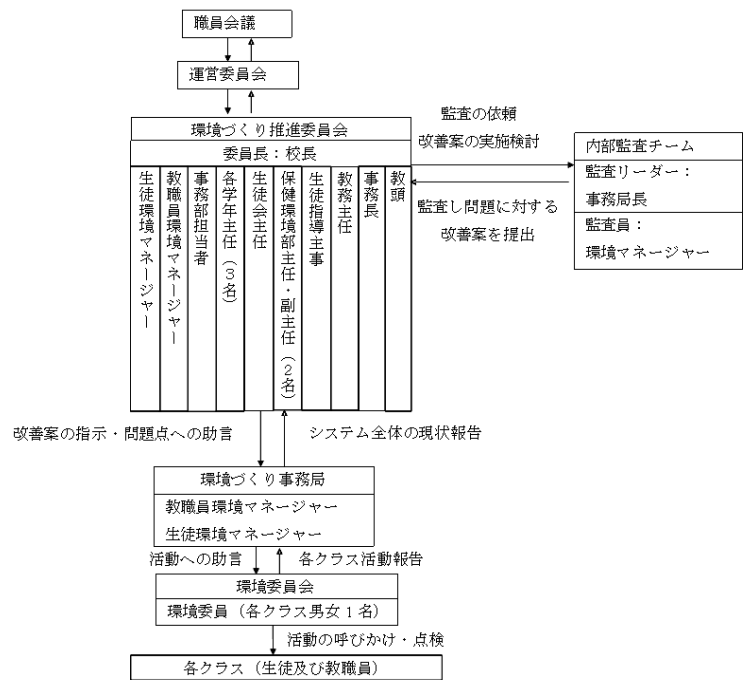 職員会議
運営委員会
環境づくり推進委員会
委員長：校長
生徒環境マネージャー
教職員環境マネージャー
事務部担当者
各学年主任（３名）
生徒会主任
保健環境部主任・副主任（２名）
生徒指導主事
教務主任
事務長
教頭
監査の依頼
改善案の実施検討
監査し問題に対する
改善案を提出
内部監査チーム
監査リーダー：
事務局長
監査員：
環境マネージャー
改善案の指示・問題点への助言
システム全体の現状報告
環境づくり事務局
教職員環境マネージャー
生徒環境マネージャー
活動への助言
各クラス活動報告
環境委員会
環境委員（各クラス男女１名）
活動の呼びかけ・点検
各クラス（生徒及び教職員）